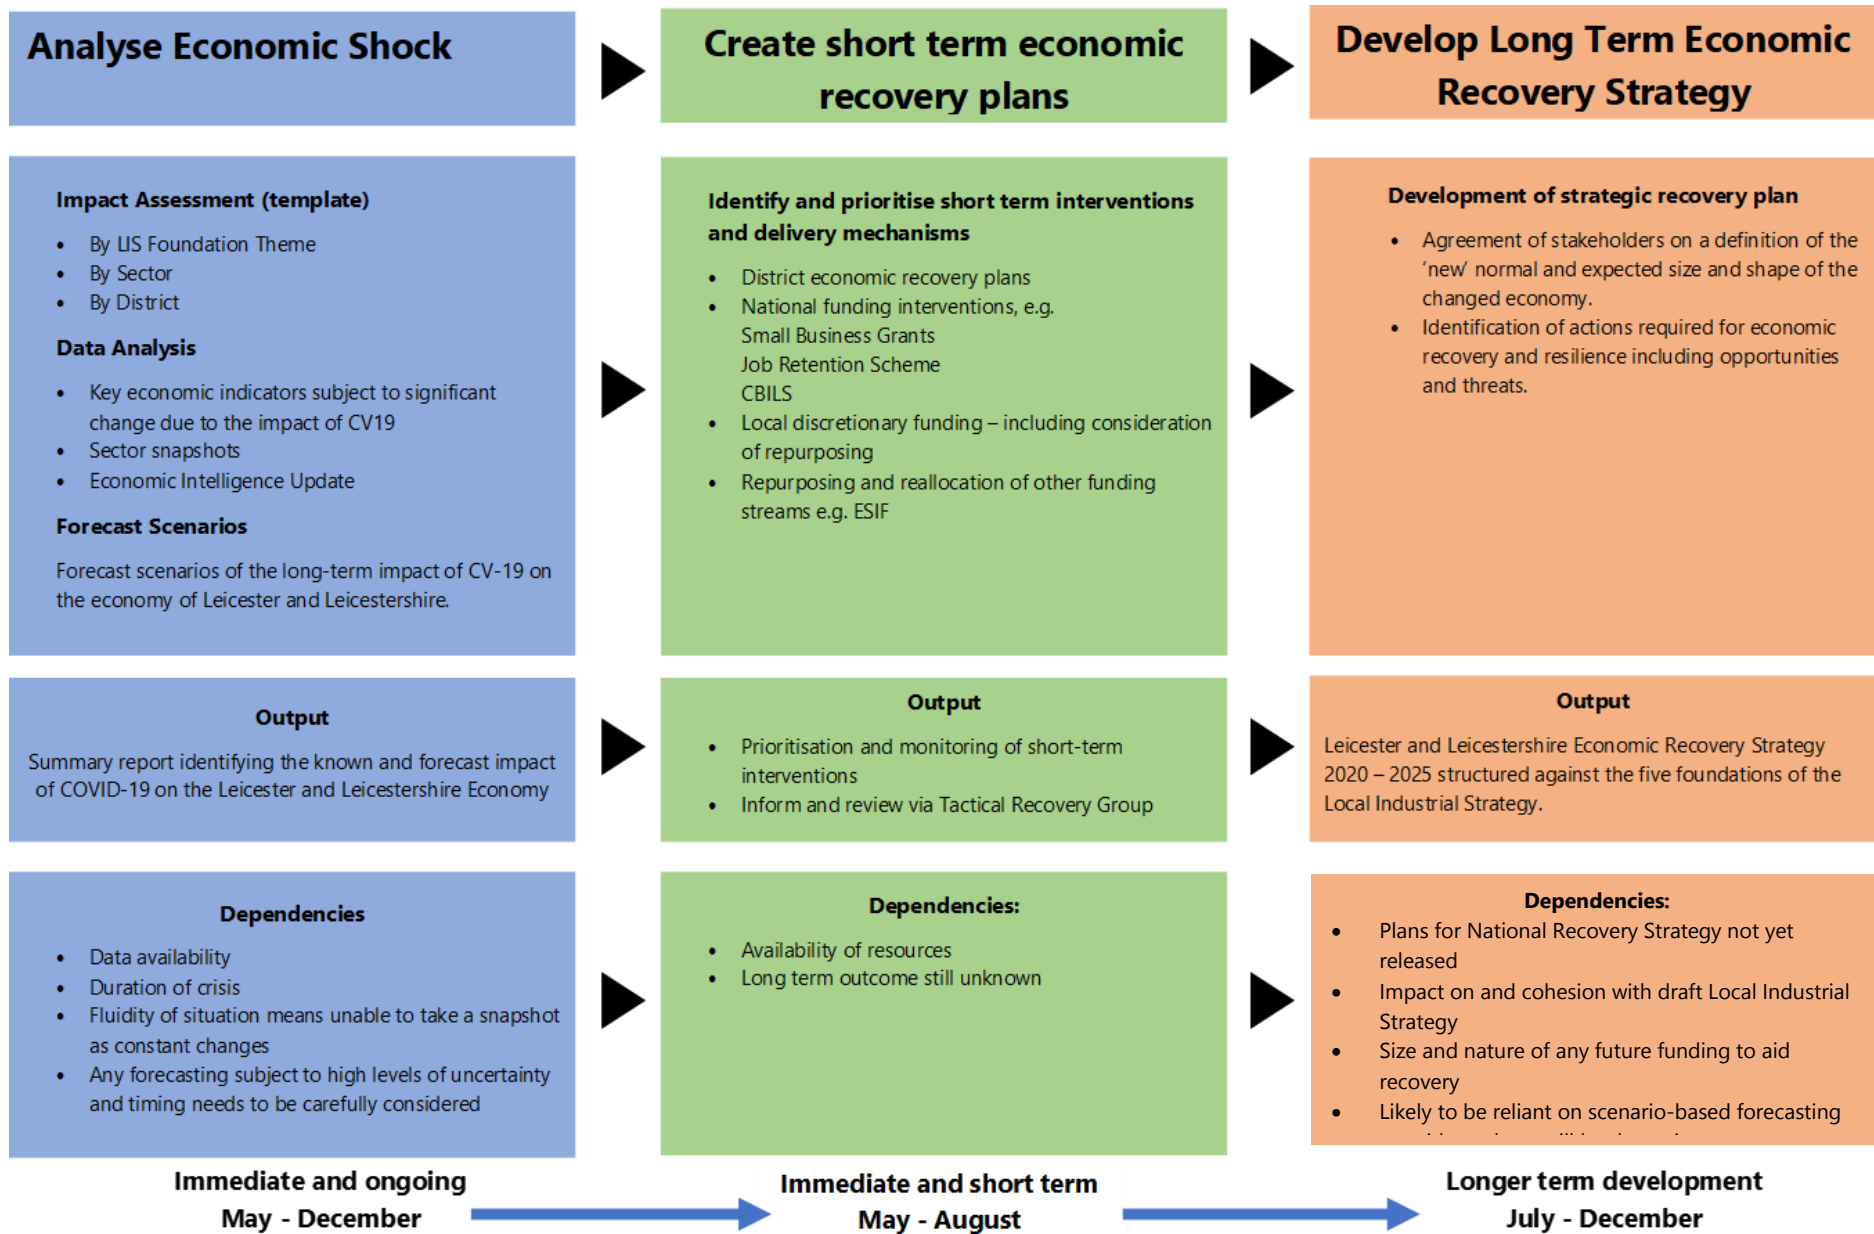 Analyse Economic Shock
Create short term economic
recovery plans
Develop Long Term Economic
Recovery Strategy
Impact Assessment (template)
• By LIS Foundation Theme
• By Sector
• By District
Data Analysis
• Key economic indicators subject to significant
change due to the impact of CV19
• Sector snapshots
• Economic Intelligence Update
Forecast Scenarios
Forecast scenarios of the long-term impact of CV-19 on
the economy of Leicester and Leicestershire.
Identify and prioritise short term interventions
and delivery mechanisms
• District economic recovery plans
• National funding interventions, e.g.
Small Business Grants
Job Retention Scheme
CBILS
• Local discretionary funding – including consideration
of repurposing
• Repurposing and reallocation of other funding
streams e.g. ESIF
Development of strategic recovery plan
• Agreement of stakeholders on a definition of the
‘new’ normal and expected size and shape of the
changed economy.
• Identification of actions required for economic
recovery and resilience including opportunities
and threats.
Output
Summary report identifying the known and forecast impact
of COVID-19 on the Leicester and Leicestershire Economy
Output
• Prioritisation and monitoring of short-term
interventions
• Inform and review via Tactical Recovery Group
Output
Leicester and Leicestershire Economic Recovery Strategy
2020 – 2025 structured against the five foundations of the
Local Industrial Strategy.
Dependencies
• Data availability
• Duration of crisis
• Fluidity of situation means unable to take a snapshot
as constant changes
• Any forecasting subject to high levels of uncertainty
and timing needs to be carefully considered
Dependencies:
• Availability of resources
• Long term outcome still unknown
Dependencies:
• Plans for National Recovery Strategy not yet
released
• Impact on and cohesion with draft Local Industrial
Strategy
• Size and nature of any future funding to aid
recovery
• Likely to be reliant on scenario-based forecasting
Immediate and ongoing
May - December
Immediate and short term
May - August
Longer term development
July - December